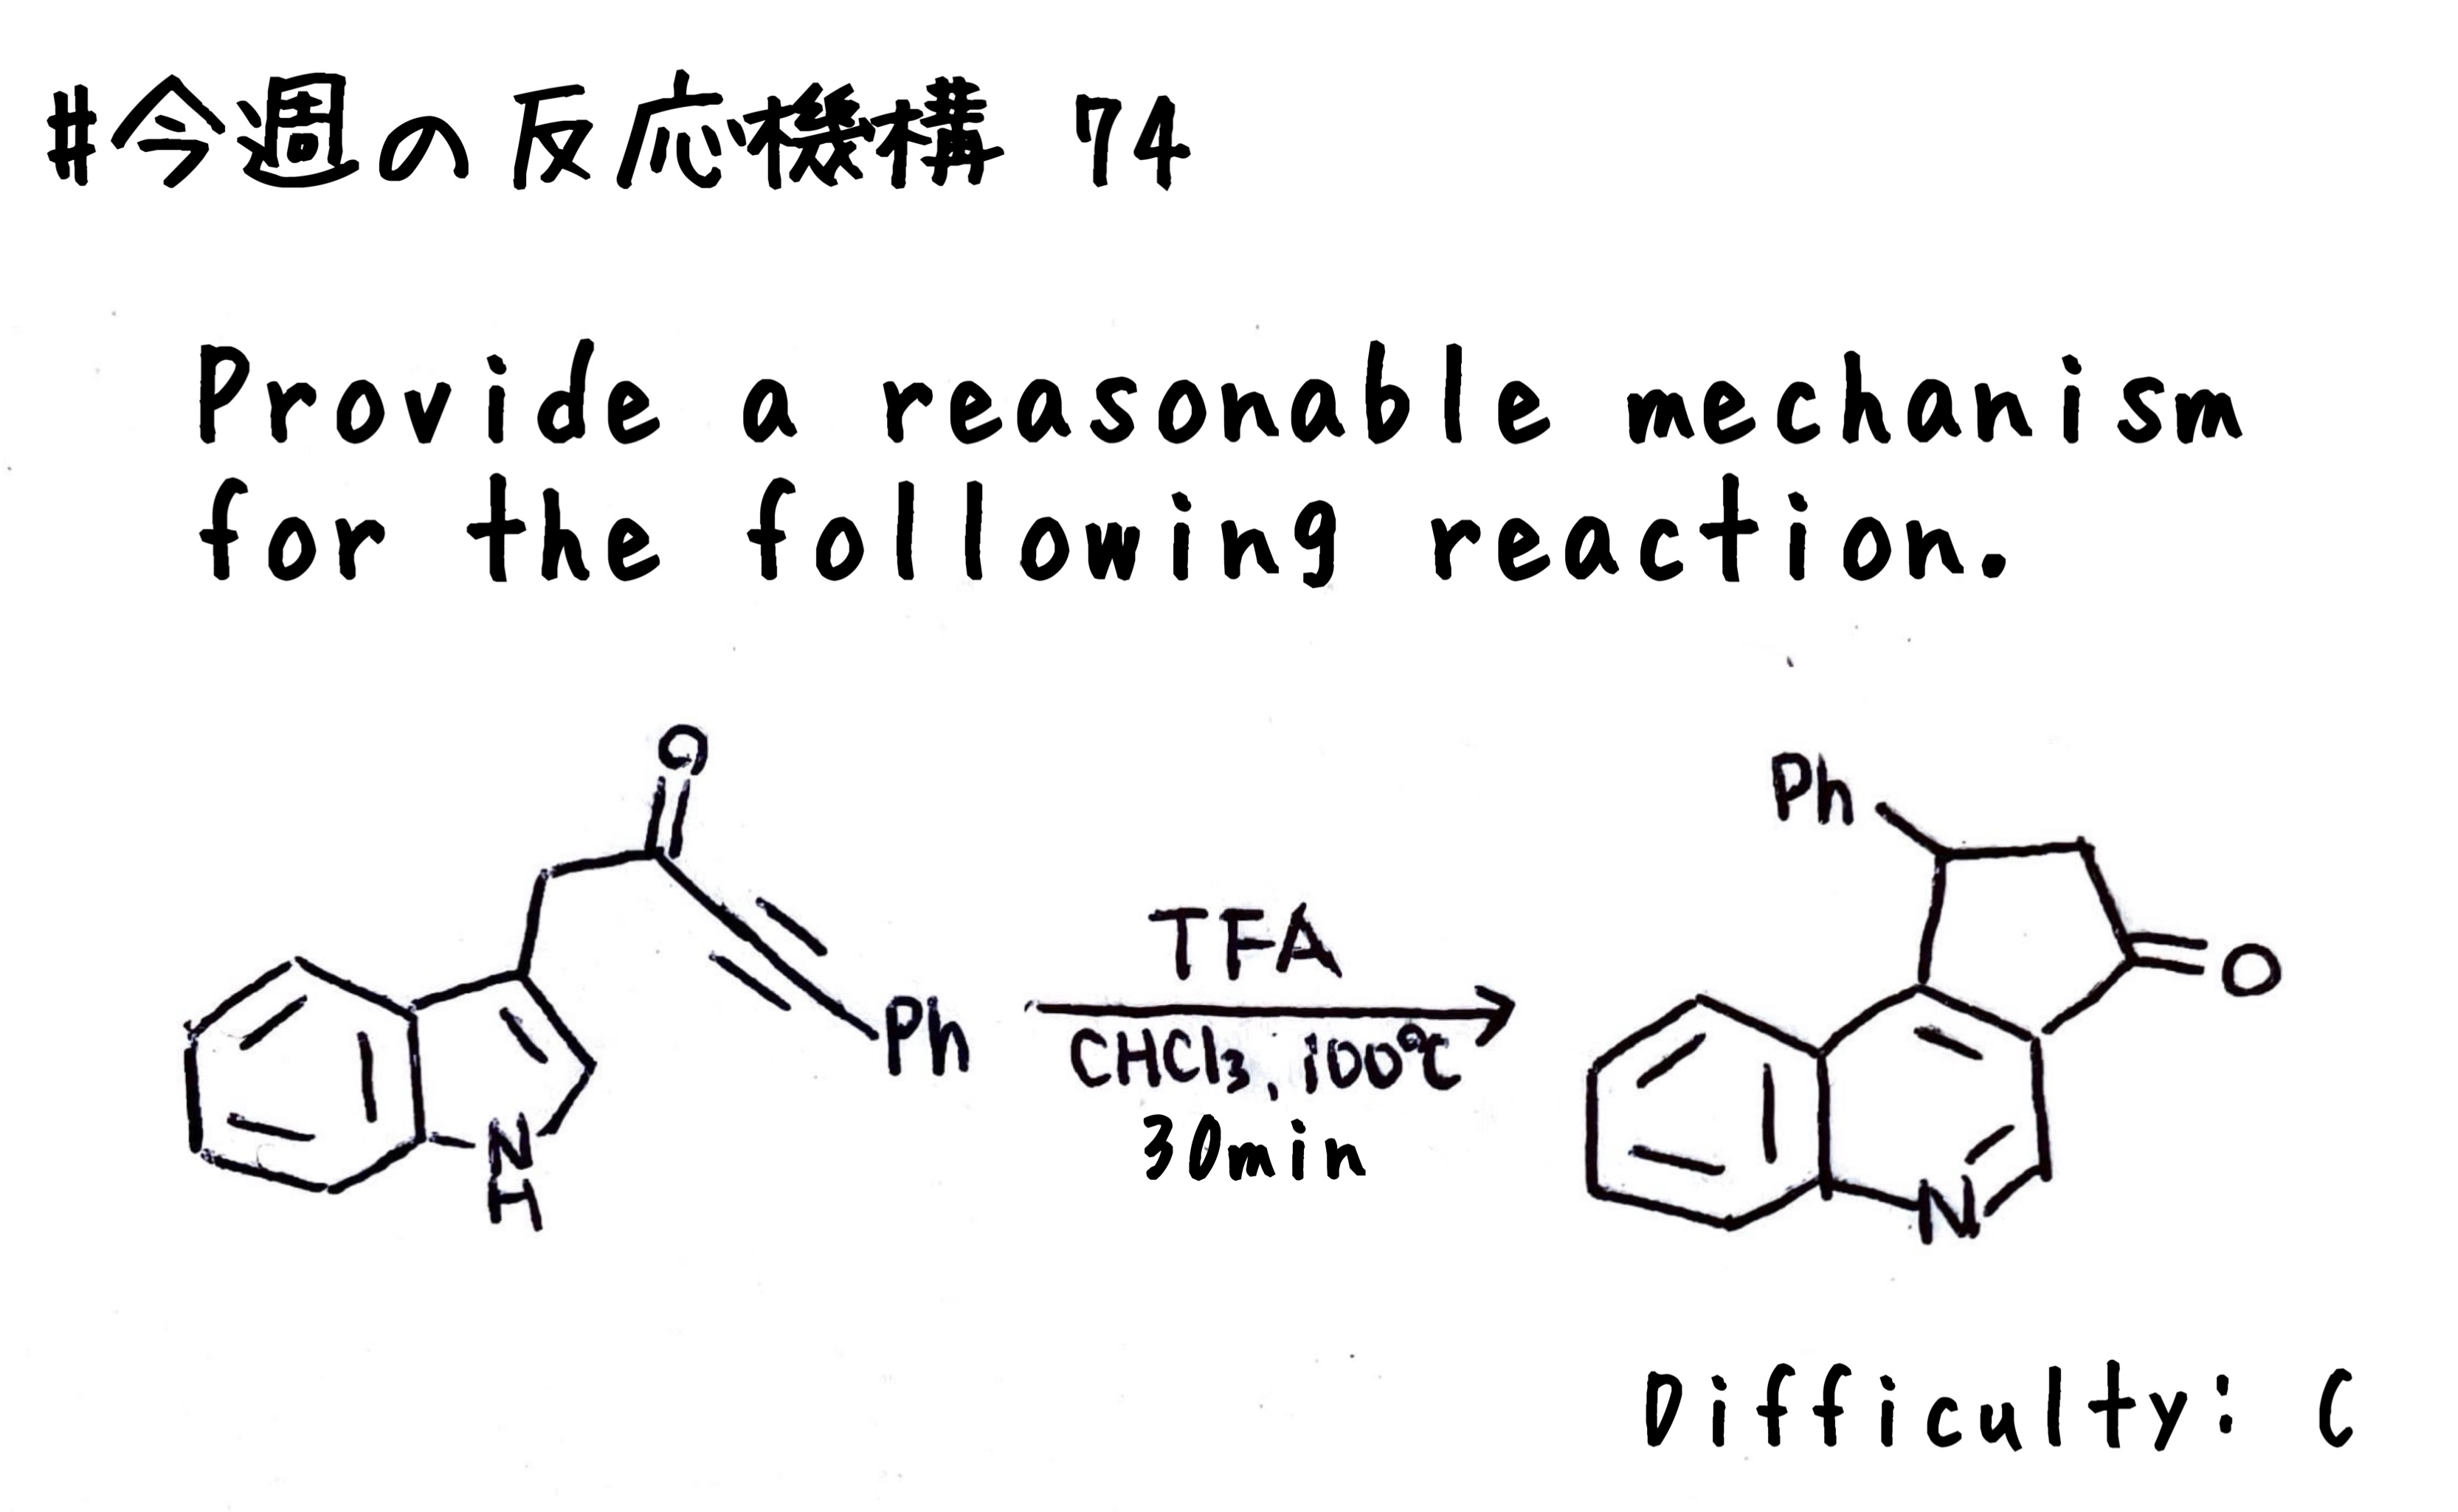 #今週の反応機構 74
Provide a reasonable mechanism
for the following reaction.
O
Ph
N
H
TFA
CHCl₃, 100℃
30min
Ph
O
N
Difficulty: C